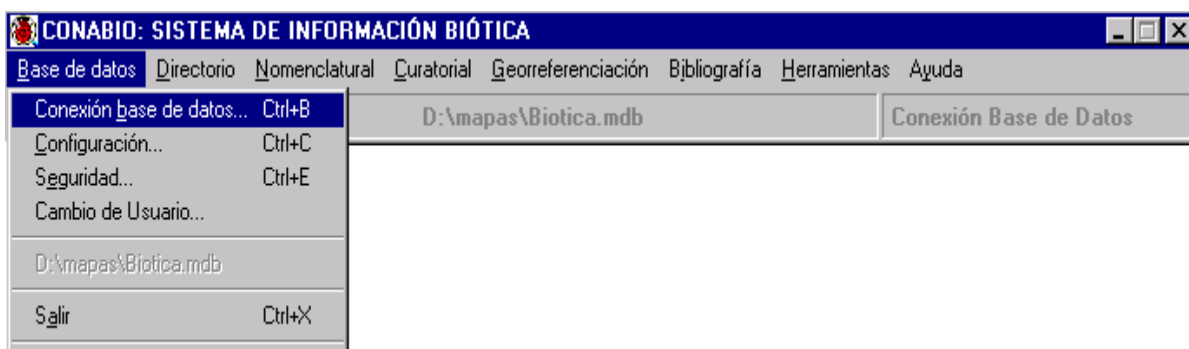 CONABIO: SISTEMA DE INFORMACIÓN BIÓTICA
Base de datos Directorio Nomenclatural Curatorial Georreferenciación Bibliografía Herramientas Ayuda
Conexión base de datos... Ctrl+B
D:\mapas\Biotica.mdb Conexión Base de Datos
Configuración... Ctrl+C
Seguridad... Ctrl+E
Cambio de Usuario...
D:\mapas\Biotica.mdb
Salir Ctrl+X